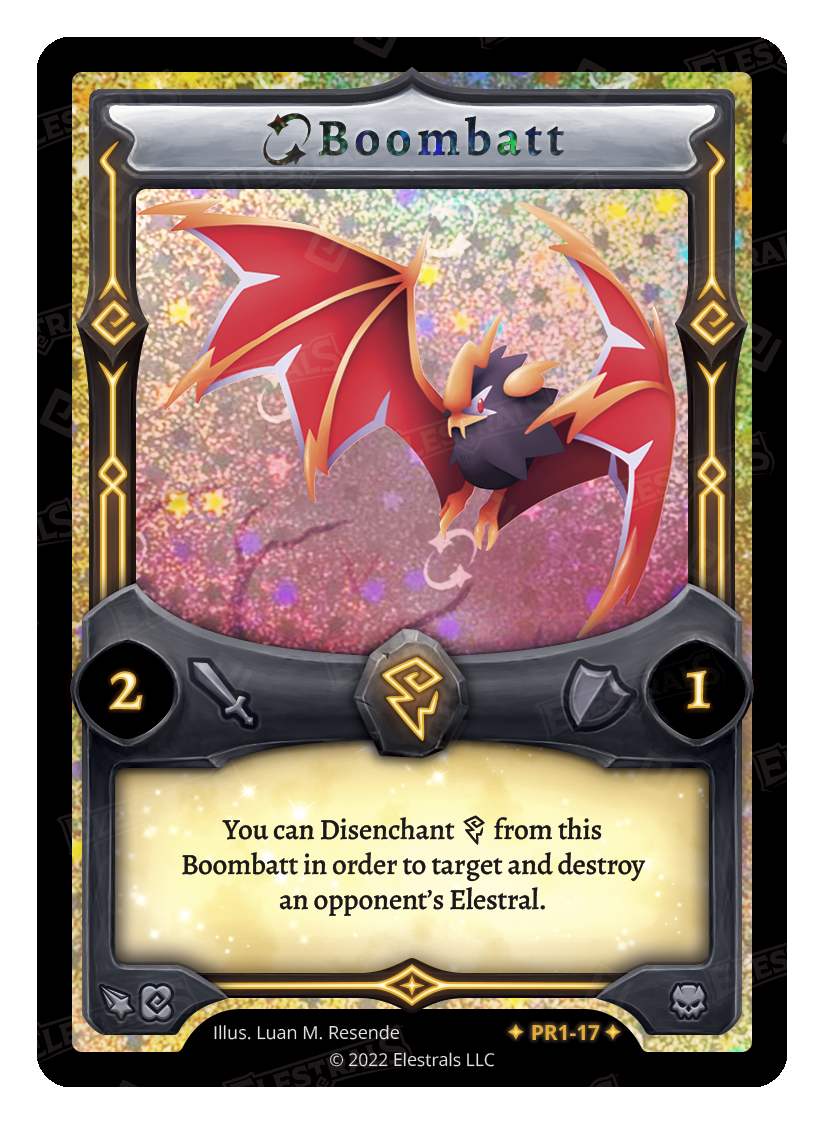 Boombatt
2
1
You can Disenchant from this
Boombatt in order to target and destroy
an opponent's Elestral.
Illus. Luan M. Resende
✦ PR1-17 ✦
© 2022 Elestrals LLC